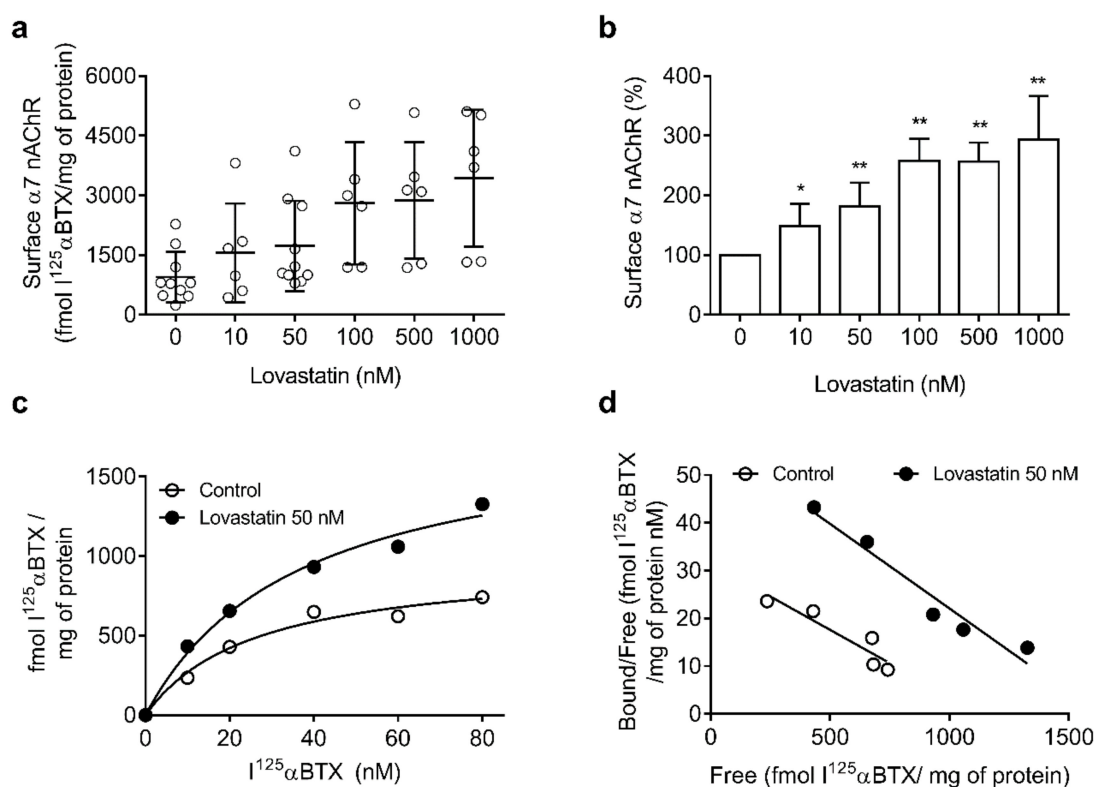 a
Surface α7 nAChR
(fmol I¹²⁵αBTX/mg of protein)
6000
4500
3000
1500
0
0 10 50 100 500 1000
Lovastatin (nM)
b
Surface α7 nAChR (%)
400
300
200
100
0
* ** ** ** **
0 10 50 100 500 1000
Lovastatin (nM)
c
fmol I¹²⁵αBTX /
mg of protein
1500
1000
500
0
Control
Lovastatin 50 nM
0 20 40 60 80
I¹²⁵αBTX (nM)
d
Bound/Free (fmol I¹²⁵αBTX
/mg of protein nM)
Control Lovastatin 50 nM
50
40
30
20
10
0
0 500 1000 1500
Free (fmol I¹²⁵αBTX/ mg of protein)